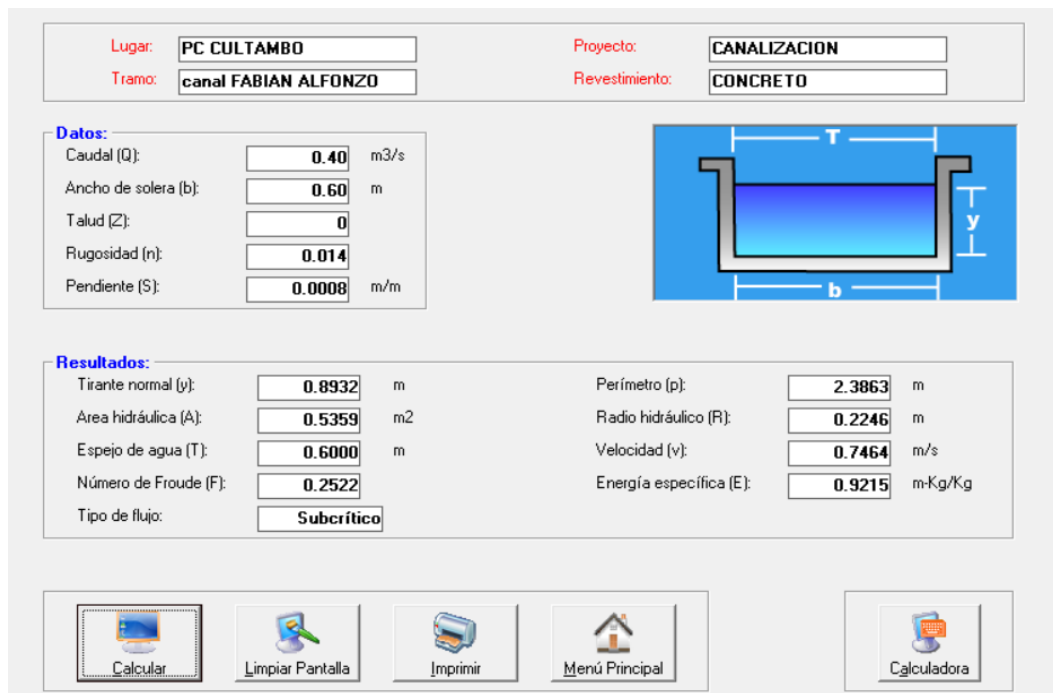 Lugar: PC CULTAMBO Proyecto: CANALIZACION
Tramo: canal FABIAN ALFONZO Revestimiento: CONCRETO
Datos:
Caudal (Q): 0.40 m3/s
Ancho de solera (b): 0.60 m
Talud (Z): 0
Rugosidad (n): 0.014
Pendiente (S): 0.0008 m/m
T
y
b
Resultados:
Tirante normal (y): 0.8932 m Perímetro (p): 2.3863 m
Area hidráulica (A): 0.5359 m2 Radio hidráulico (R): 0.2246 m
Espejo de agua (T): 0.6000 m Velocidad (v): 0.7464 m/s
Número de Froude (F): 0.2522 Energía específica (E): 0.9215 m-Kg/Kg
Tipo de flujo: Subcrítico
Calcular Limpiar Pantalla Imprimir Menú Principal Calculadora